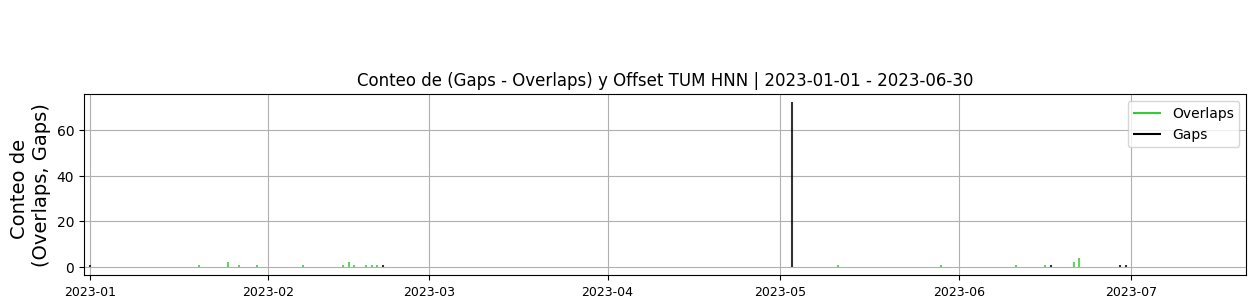 Conteo de (Gaps - Overlaps) y Offset TUM HNN | 2023-01-01 - 2023-06-30
Conteo de
(Overlaps, Gaps)
60
40
20
0
Overlaps
Gaps
2023-01 2023-02 2023-03 2023-04 2023-05 2023-06 2023-07